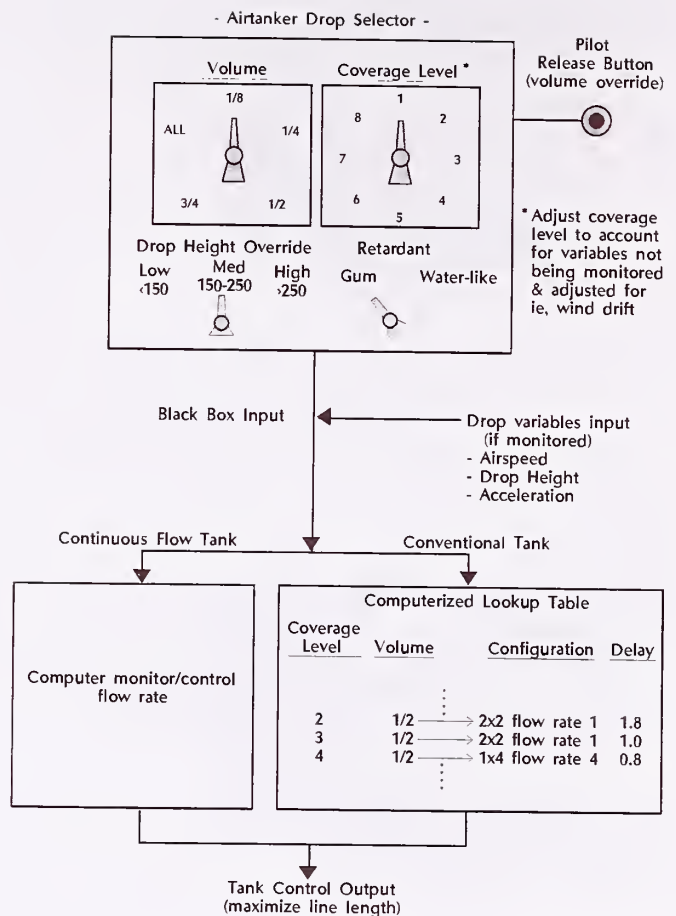 - Airtanker Drop Selector -
Pilot
Release Button
(volume override)
Volume
Coverage Level *
1/8
ALL
1/4
3/4
1/2
1
8
2
7
3
6
4
5
* Adjust coverage
level to account
for variables not
being monitored
& adjusted for
ie, wind drift
Drop Height Override
Low
<150
Med
150-250
High
>250
Retardant
Gum
Water-like
Black Box Input
Drop variables input
(if monitored)
- Airspeed
- Drop Height
- Acceleration
Continuous Flow Tank
Conventional Tank
Computer monitor/control
flow rate
Computerized Lookup Table
Coverage
Level Volume Configuration Delay
2 1/2 → 2x2 flow rate 1 1.8
3 1/2 → 2x2 flow rate 1 1.0
4 1/2 → 1x4 flow rate 4 0.8
Tank Control Output
(maximize line length)